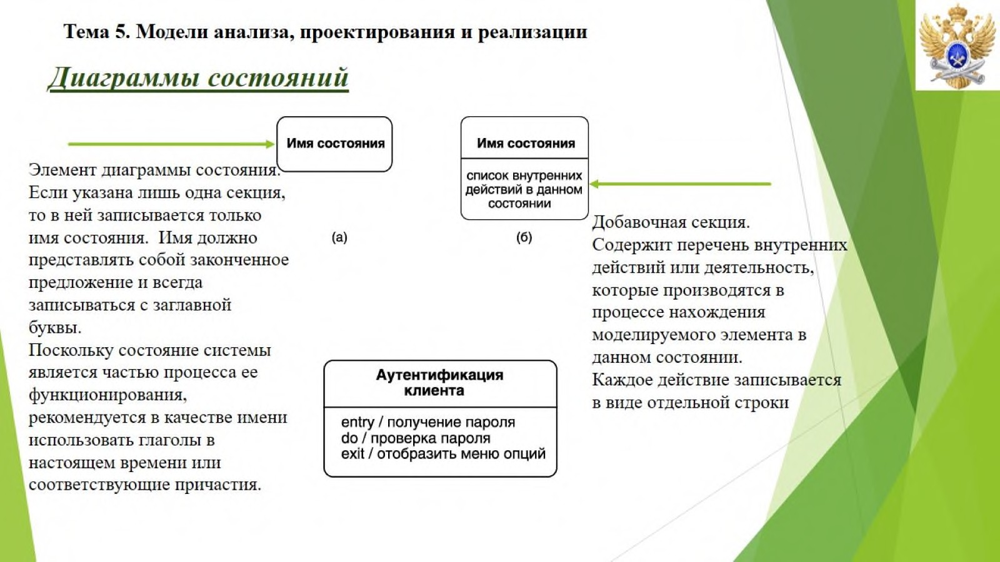 Тема 5. Модели анализа, проектирования и реализации
Диаграммы состояний
Имя состояния
Элемент диаграммы состояния.
Если указана лишь одна секция,
то в ней записывается только
имя состояния. Имя должно
представлять собой законченное
предложение и всегда
записываться с заглавной
буквы.
Поскольку состояние системы
является частью процесса ее
функционирования,
рекомендуется в качестве имени
использовать глаголы в
настоящем времени или
соответствующие причастия.
(а)
Имя состояния
список внутренних
действий в данном
состоянии
(б)
Добавочная секция.
Содержит перечень внутренних
действий или деятельность,
которые производятся в
процессе нахождения
моделируемого элемента в
данном состоянии.
Каждое действие записывается
в виде отдельной строки
Аутентификация
клиента
entry / получение пароля
do / проверка пароля
exit / отобразить меню опций